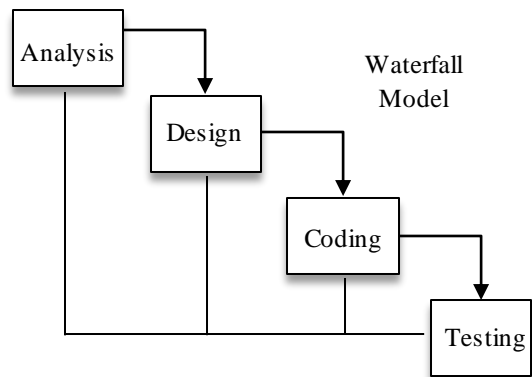 Analysis
Waterfall
Model
Design
Coding
Testing